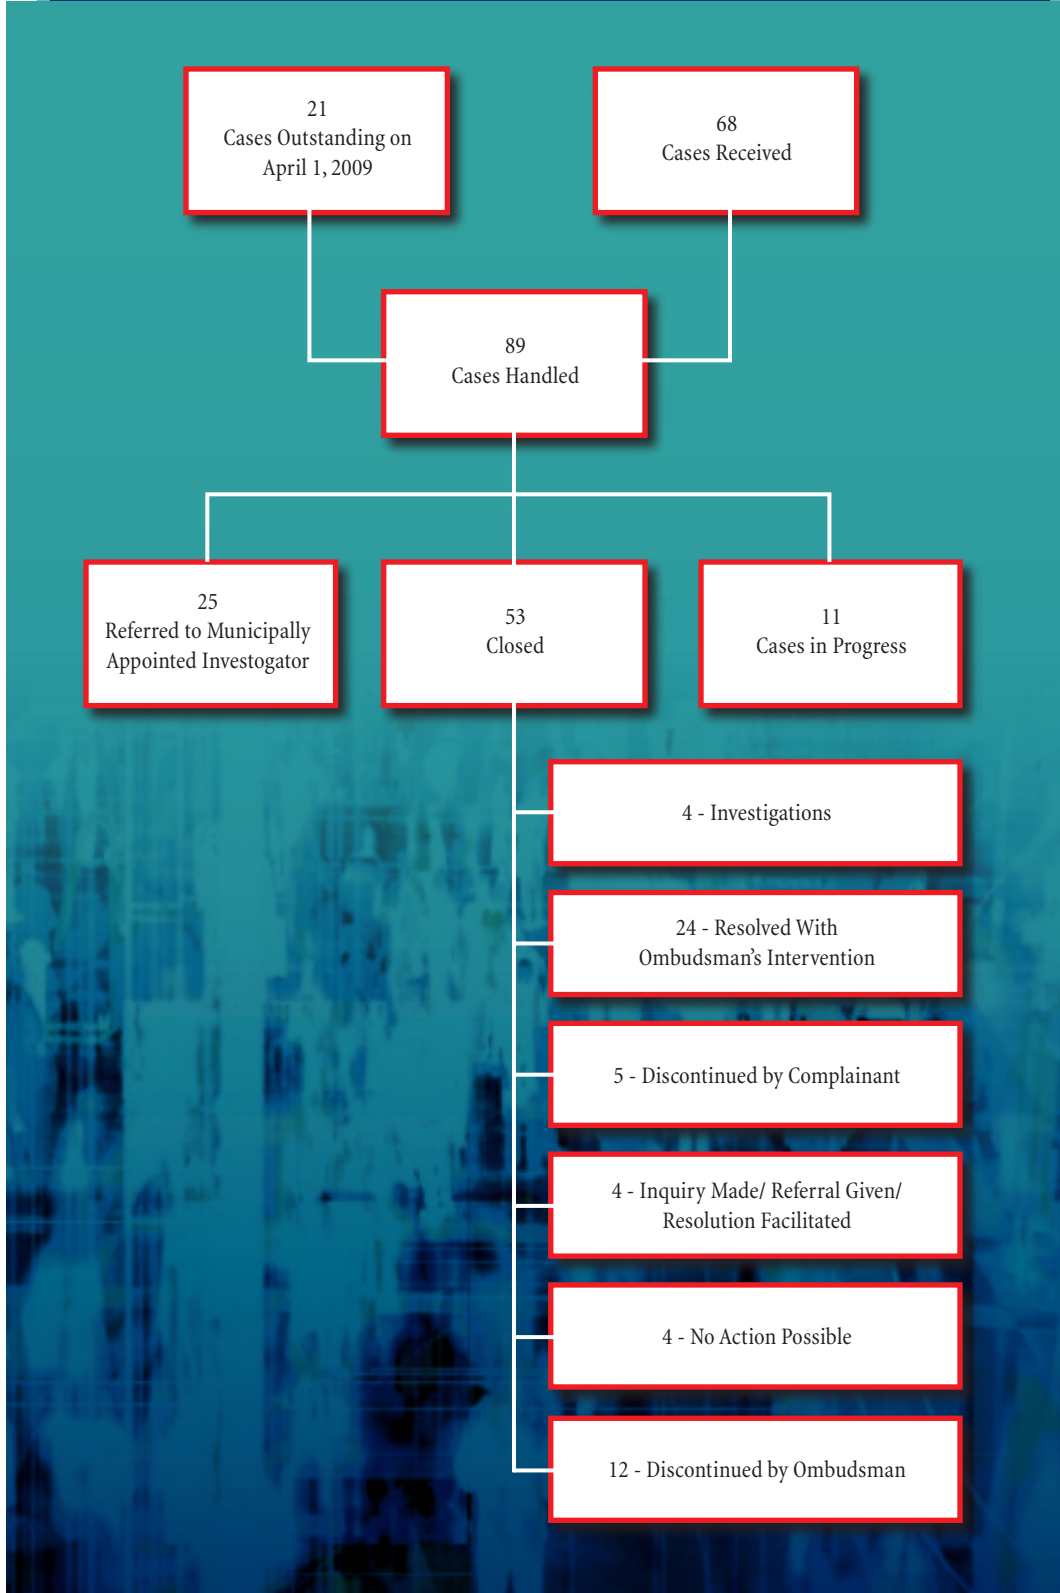 21
Cases Outstanding on
April 1, 2009
68
Cases Received
89
Cases Handled
25
Referred to Municipally
Appointed Investogator
53
Closed
11
Cases in Progress
4 - Investigations
24 - Resolved With
Ombudsman’s Intervention
5 - Discontinued by Complainant
4 - Inquiry Made/ Referral Given/
Resolution Facilitated
4 - No Action Possible
12 - Discontinued by Ombudsman